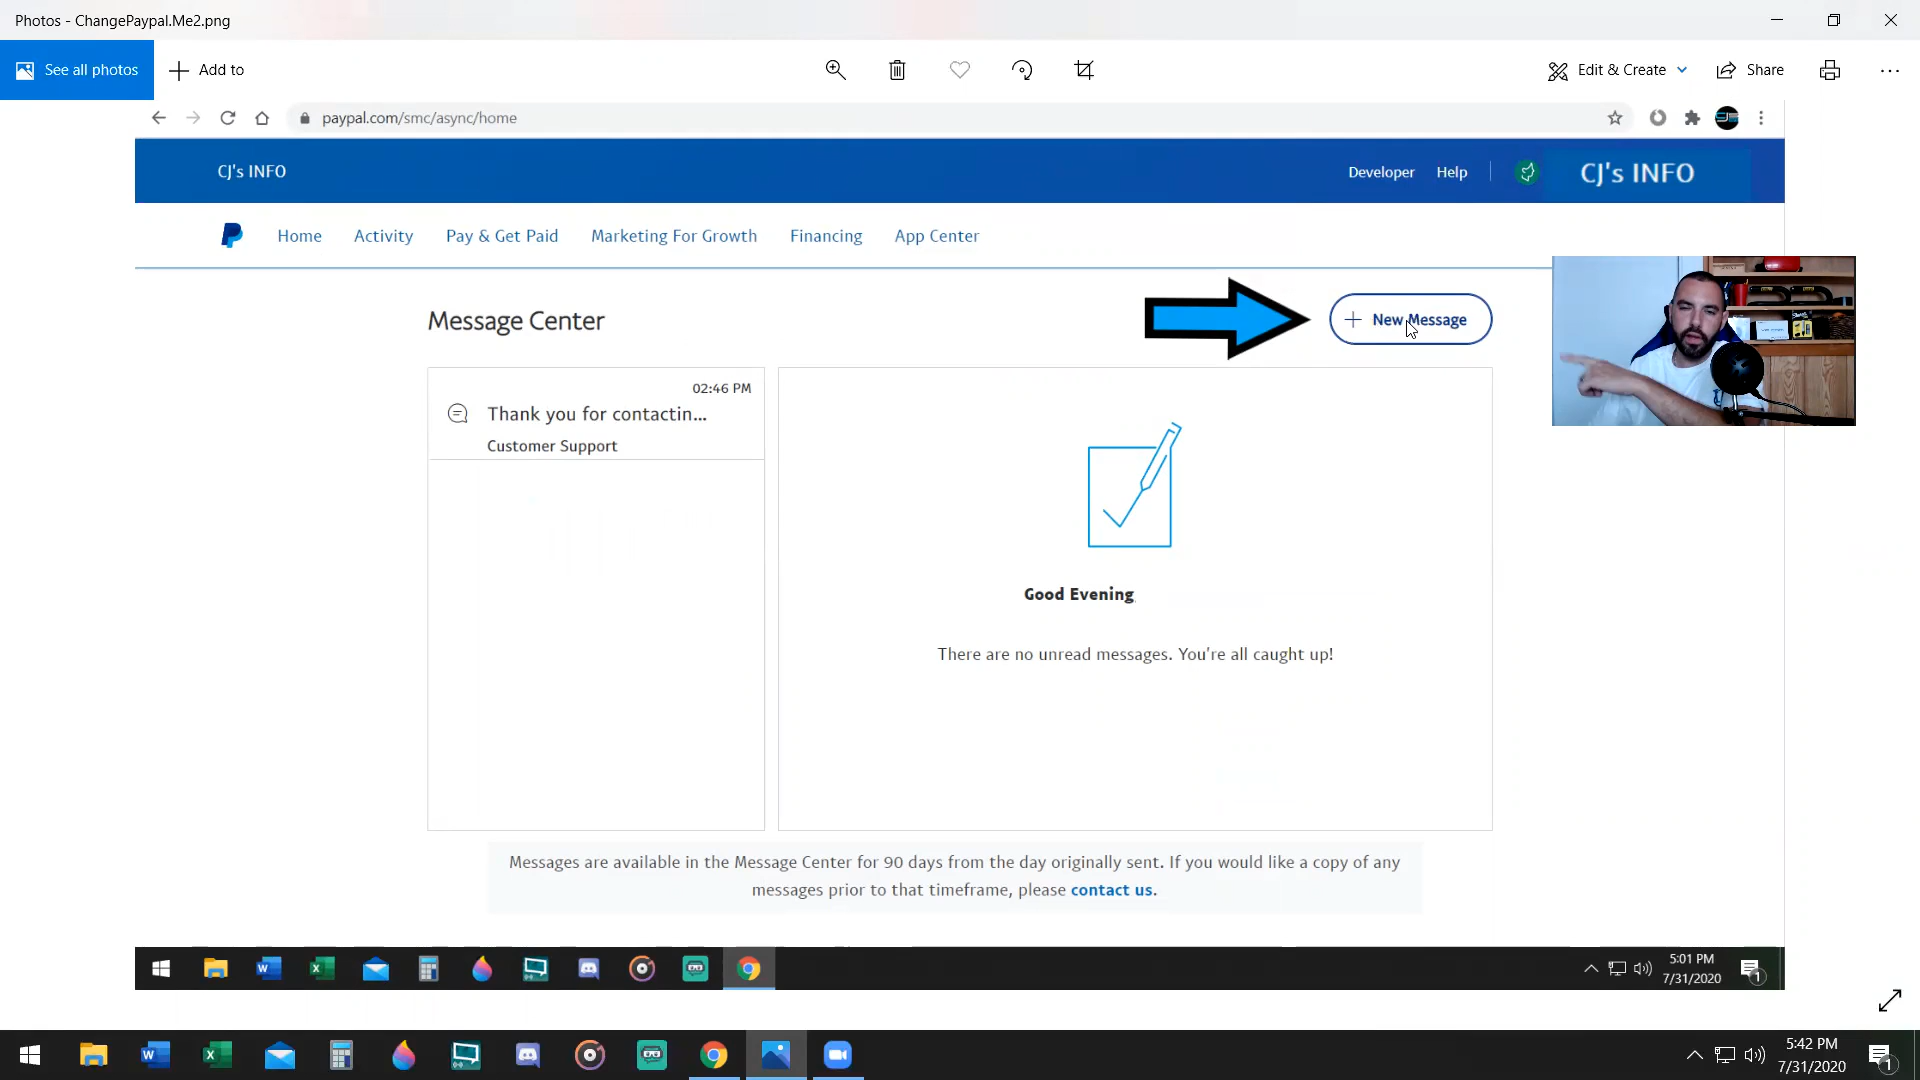 Photos - ChangePaypal.Me2.png
See all photos
Add to
Edit & Create
Share
paypal.com/smc/async/home
CJ's INFO
Developer
Help
CJ's INFO
Home
Activity
Pay & Get Paid
Marketing For Growth
Financing
App Center
Message Center
New Message
02:46 PM
Thank you for contactin...
Customer Support
Good Evening
There are no unread messages. You're all caught up!
Messages are available in the Message Center for 90 days from the day originally sent. If you would like a copy of any
messages prior to that timeframe, please contact us.
5:01 PM
7/31/2020
1
5:42 PM
7/31/2020
1